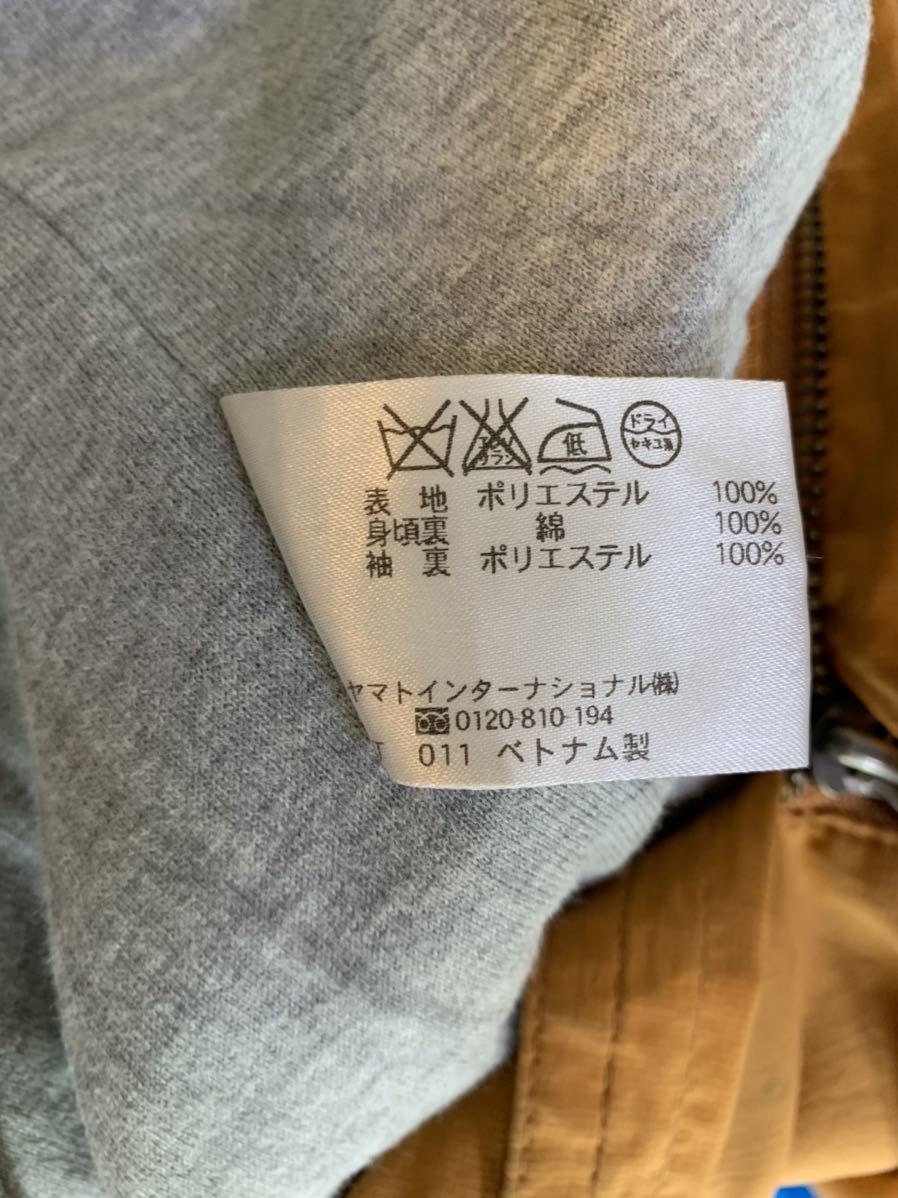 低 ドライ セキユ系
表 地 ポリエステル 100%
身頃裏 綿 100%
袖 裏 ポリエステル 100%
ヤマトインターナショナル㈱
0120-810-194
011 ベトナム製